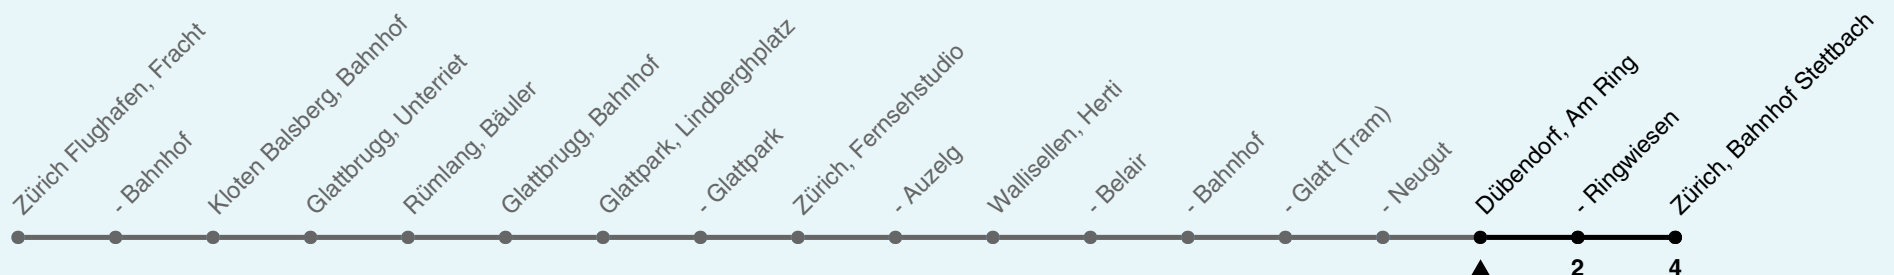 Zürich Flughafen, Fracht
- Bahnhof
Kloten Balsberg, Bahnhof
Glattbrugg, Unterriet
Rümlang, Bäuler
Glattbrugg, Bahnhof
Glattpark, Lindberghplatz
- Glattpark
Zürich, Fernsehstudio
- Auzelg
Wallisellen, Herti
- Belair
- Bahnhof
- Glatt (Tram)
- Neugut
Dübendorf, Am Ring
- Ringwiesen
Zürich, Bahnhof Stettbach
2 4